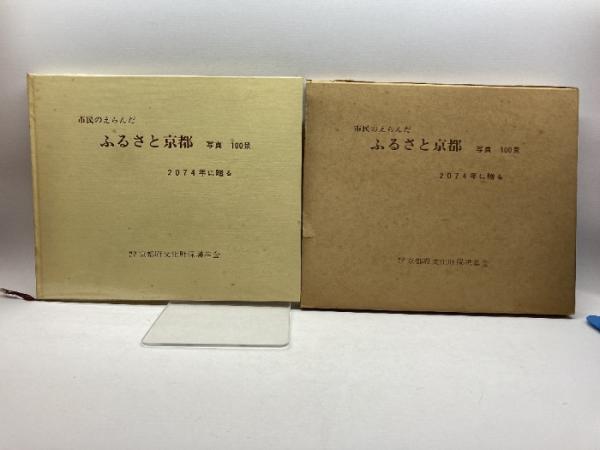 市民のえらんだ
ふるさと京都 写真 100景
2074年に贈る
京都府文化財保護基金
市民のえらんだ
ふるさと京都 写真 100景
2074年に贈る
京都府文化財保護基金